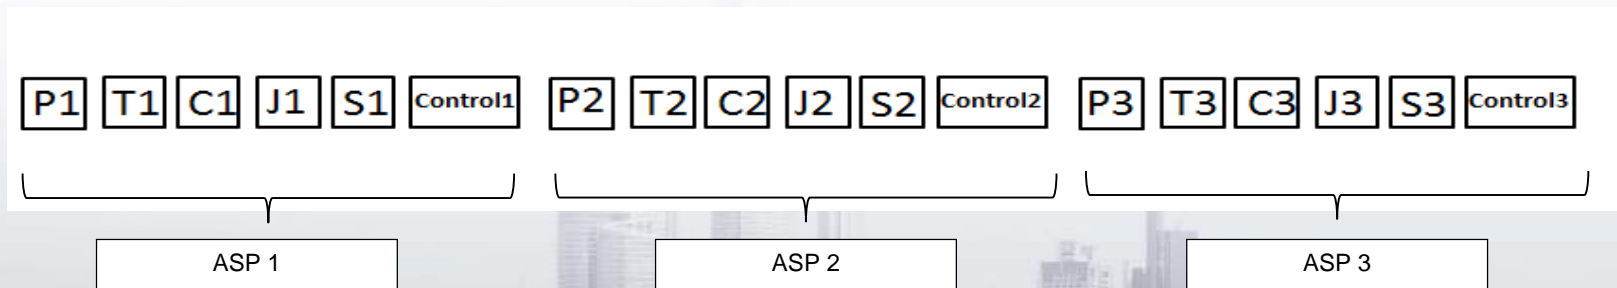 P1 T1 C1 J1 S1 Control1 P2 T2 C2 J2 S2 Control2 P3 T3 C3 J3 S3 Control3
ASP 1 ASP 2 ASP 3